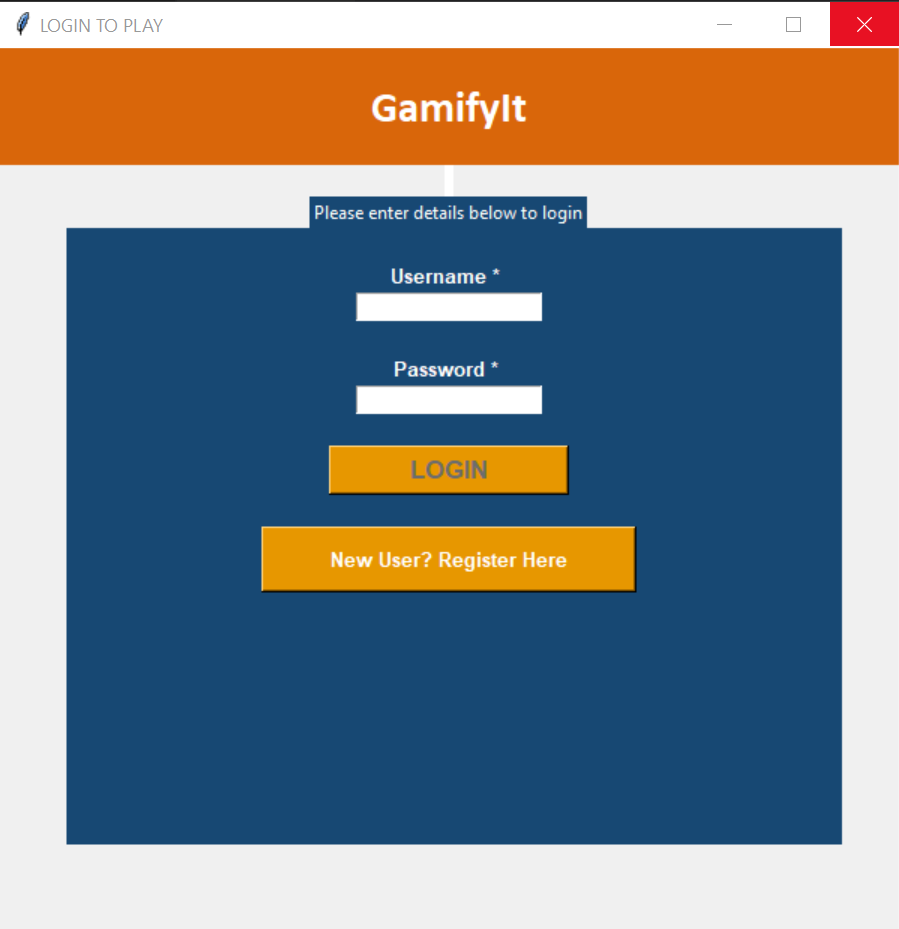 LOGIN TO PLAY
GamifyIt
Please enter details below to login
Username *
Password *
LOGIN
New User? Register Here